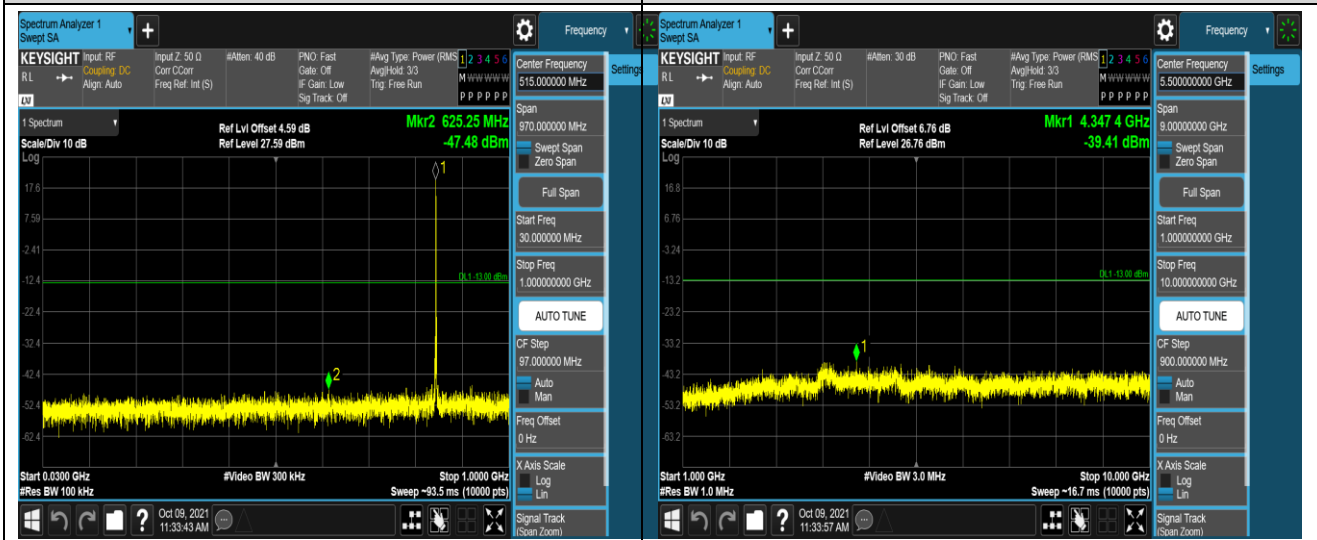 Spectrum Analyzer 1
Swept SA
+
Frequency
KEYSIGHT
RL
LXI
Input: RF
Coupling: DC
Align: Auto
Input Z: 50 Ω
Corr CCorr
Freq Ref: Int (S)
#Atten: 40 dB
PNO: Fast
Gate: Off
IF Gain: Low
Sig Track: Off
#Avg Type: Power (RMS
Avg|Hold: 3/3
Trig: Free Run
1 2 3 4 5 6
M W W W W W
P P P P P P
1 Spectrum
Scale/Div 10 dB
Log
Ref Lvl Offset 4.59 dB
Ref Level 27.59 dBm
Mkr2 625.25 MHz
-47.48 dBm
17.6
7.59
-2.41
-12.4
-22.4
-32.4
-42.4
-52.4
-62.4
1
2
DL1 -13.00 dBm
Start 0.0300 GHz
#Res BW 100 kHz
#Video BW 300 kHz
Stop 1.0000 GHz
Sweep ~93.5 ms (10000 pts)
Center Frequency
515.000000 MHz
Settings
Span
970.000000 MHz
Swept Span
Zero Span
Full Span
Start Freq
30.000000 MHz
Stop Freq
1.000000000 GHz
AUTO TUNE
CF Step
97.000000 MHz
Auto
Man
Freq Offset
0 Hz
X Axis Scale
Log
Lin
Signal Track
(Span Zoom)
?
Oct 09, 2021
11:33:43 AM
Spectrum Analyzer 1
Swept SA
+
Frequency
KEYSIGHT
RL
LXI
Input: RF
Coupling: DC
Align: Auto
Input Z: 50 Ω
Corr CCorr
Freq Ref: Int (S)
#Atten: 30 dB
PNO: Fast
Gate: Off
IF Gain: Low
Sig Track: Off
#Avg Type: Power (RMS
Avg|Hold: 3/3
Trig: Free Run
1 2 3 4 5 6
M W W W W W
P P P P P P
1 Spectrum
Scale/Div 10 dB
Log
Ref Lvl Offset 6.76 dB
Ref Level 26.76 dBm
Mkr1 4.347 4 GHz
-39.41 dBm
16.8
6.76
-3.24
-13.2
-23.2
-33.2
-43.2
-53.2
-63.2
1
DL1 -13.00 dBm
Start 1.000 GHz
#Res BW 1.0 MHz
#Video BW 3.0 MHz
Stop 10.000 GHz
Sweep ~16.7 ms (10000 pts)
Center Frequency
5.500000000 GHz
Settings
Span
9.00000000 GHz
Swept Span
Zero Span
Full Span
Start Freq
1.000000000 GHz
Stop Freq
10.000000000 GHz
AUTO TUNE
CF Step
900.000000 MHz
Auto
Man
Freq Offset
0 Hz
X Axis Scale
Log
Lin
Signal Track
(Span Zoom)
?
Oct 09, 2021
11:33:57 AM